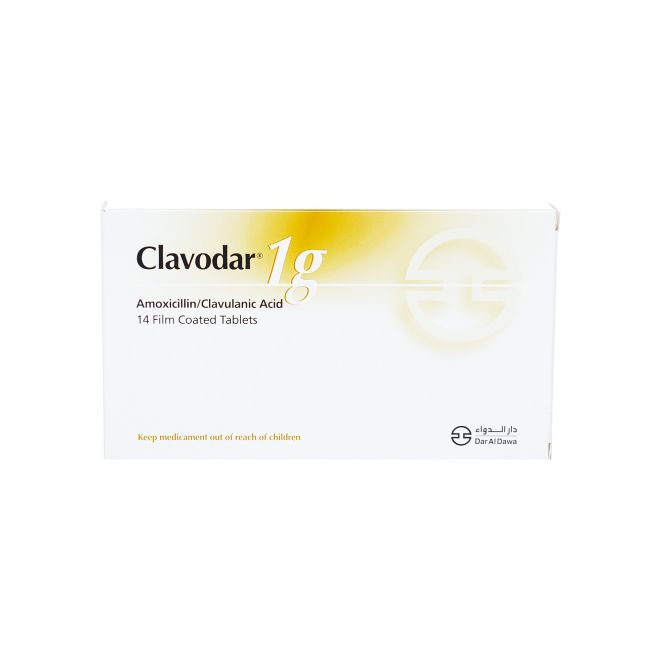 Clavodar® 1g
Amoxicillin/Clavulanic Acid
14 Film Coated Tablets
Keep medicament out of reach of children
دار الـدواء
Dar Al Dawa